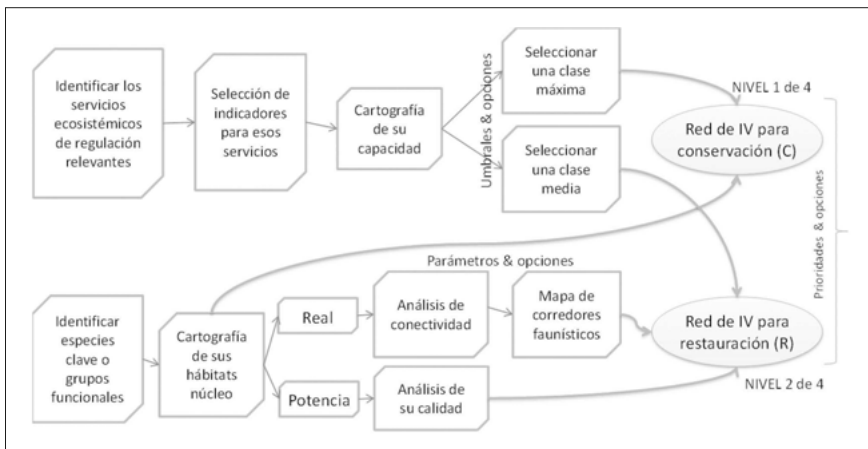 Identificar los
servicios
ecosistémicos
de regulación
relevantes
Selección de
indicadores
para esos
servicios
Cartografía
de su
capacidad
Umbrales & opciones
Seleccionar
una clase
máxima
Seleccionar
una clase
media
NIVEL 1 de 4
Red de IV para
conservación (C)
Prioridades & opciones
Parámetros & opciones
Identificar
especies
clave o
grupos
funcionales
Cartografía
de sus
hábitats
núcleo
Real
Análisis de
conectividad
Mapa de
corredores
faunísticos
Red de IV para
restauración (R)
Potencia
Análisis de
su calidad
NIVEL 2 de 4